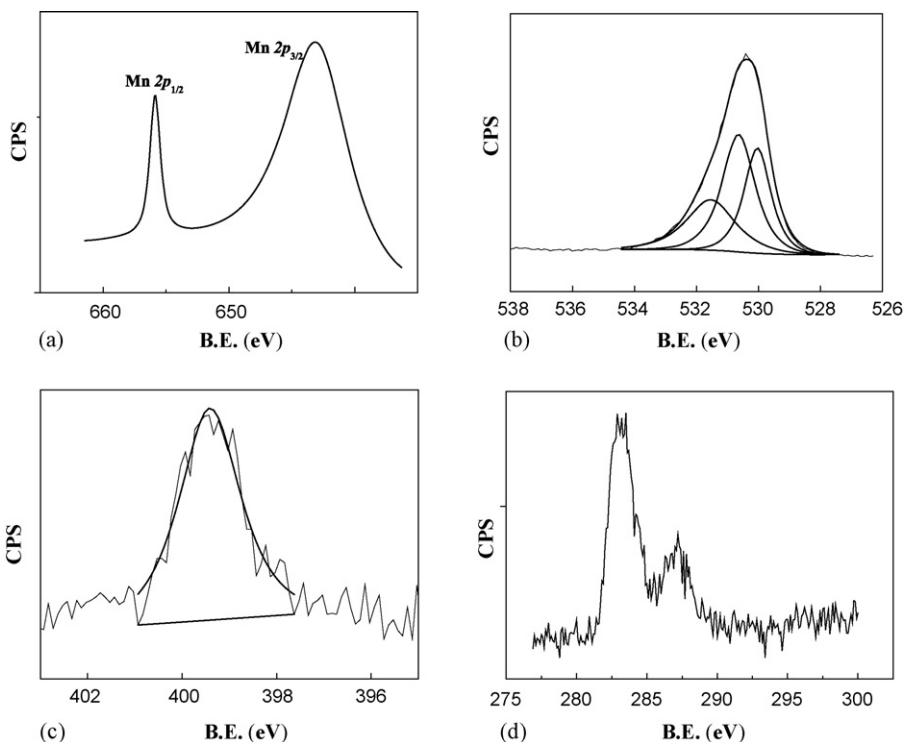 Mn 2p3/2
Mn 2p1/2
CPS
660 650
(a) B.E. (eV)
CPS
538 536 534 532 530 528 526
(b) B.E. (eV)
CPS
402 400 398 396
(c) B.E. (eV)
CPS
275 280 285 290 295 300
(d) B.E. (eV)